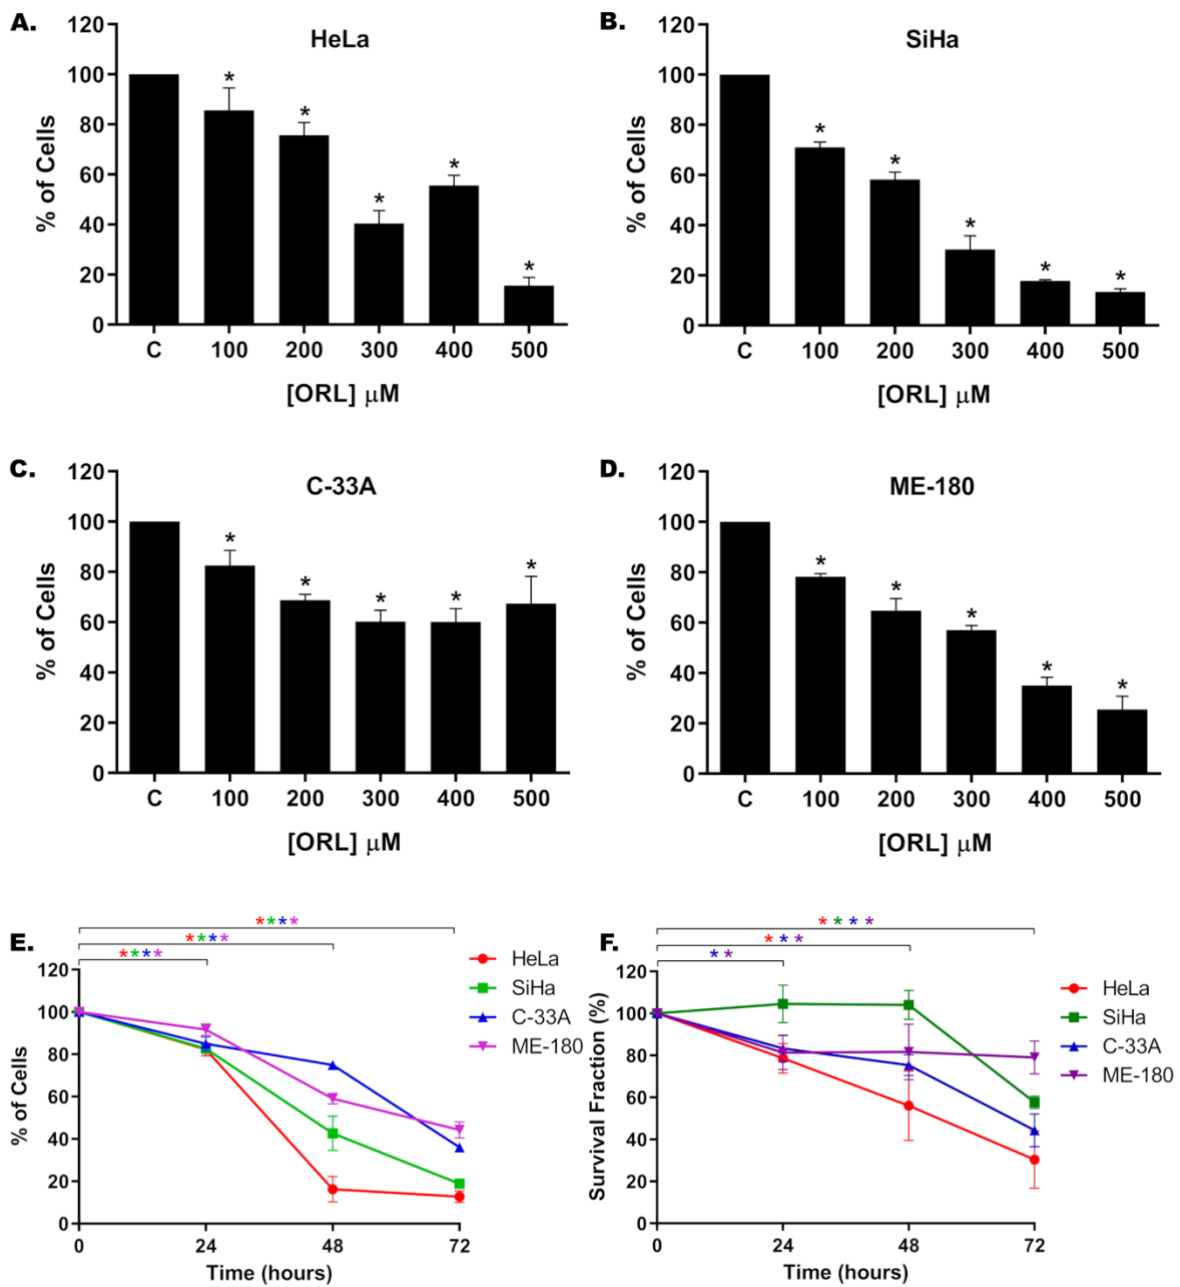 A.
HeLa
120
100
80
60
40
20
0
% of Cells
* * * * *
C 100 200 300 400 500
[ORL] μM
B.
SiHa
120
100
80
60
40
20
0
% of Cells
* * * * *
C 100 200 300 400 500
[ORL] μM
C.
C-33A
120
100
80
60
40
20
0
% of Cells
* * * * *
C 100 200 300 400 500
[ORL] μM
D.
ME-180
120
100
80
60
40
20
0
% of Cells
* * * * *
C 100 200 300 400 500
[ORL] μM
E.
* * * *
* * * *
* * * *
120
100
80
60
40
20
0
% of Cells
0 24 48 72
Time (hours)
HeLa
SiHa
C-33A
ME-180
F.
* * * *
* * *
* *
120
100
80
60
40
20
0
Survival Fraction (%)
0 24 48 72
Time (hours)
HeLa
SiHa
C-33A
ME-180